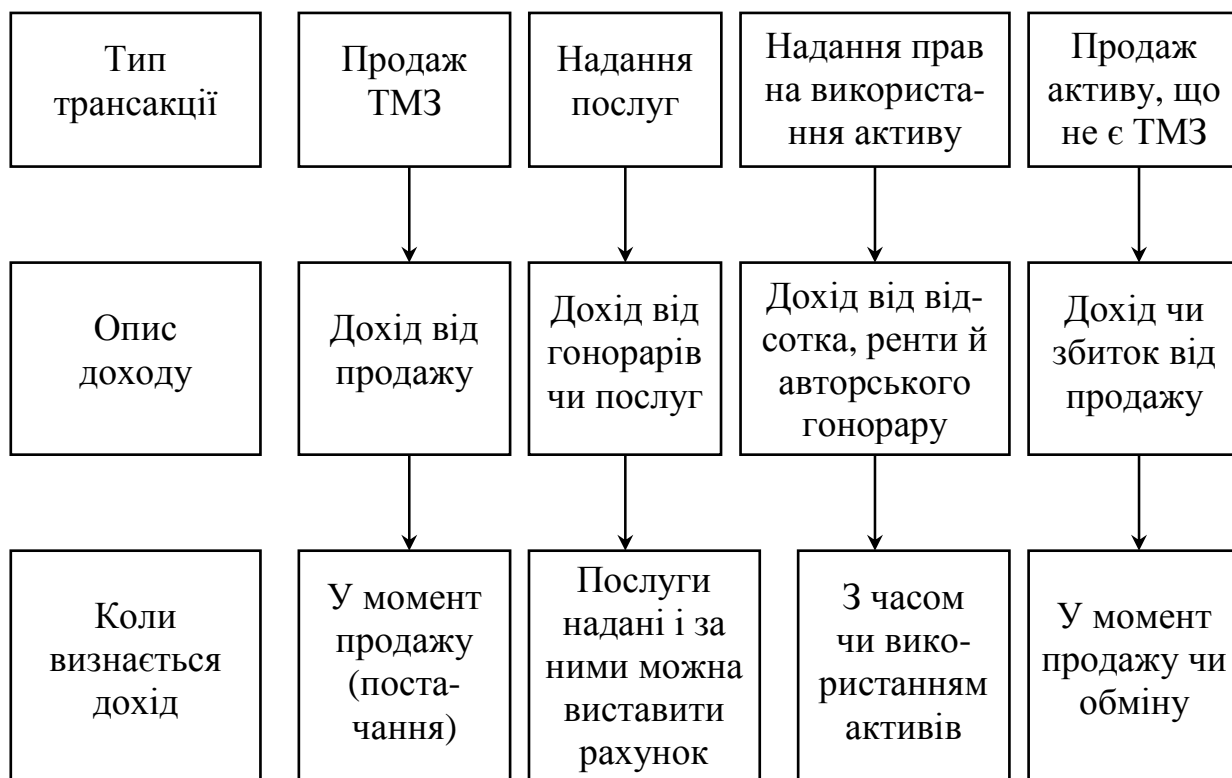 Тип
трансакції
Продаж
ТМЗ
Надання
послуг
Надання прав
на використа-
ння активу
Продаж
активу, що
не є ТМЗ
Опис
доходу
Дохід від
продажу
Дохід від
гонорарів
чи послуг
Дохід від від-
сотка, ренти й
авторського
гонорару
Дохід чи
збиток від
продажу
Коли
визнається
дохід
У момент
продажу
(поста-
чання)
Послуги
надані і за
ними можна
виставити
рахунок
З часом
чи вико-
ристанням
активів
У момент
продажу чи
обміну